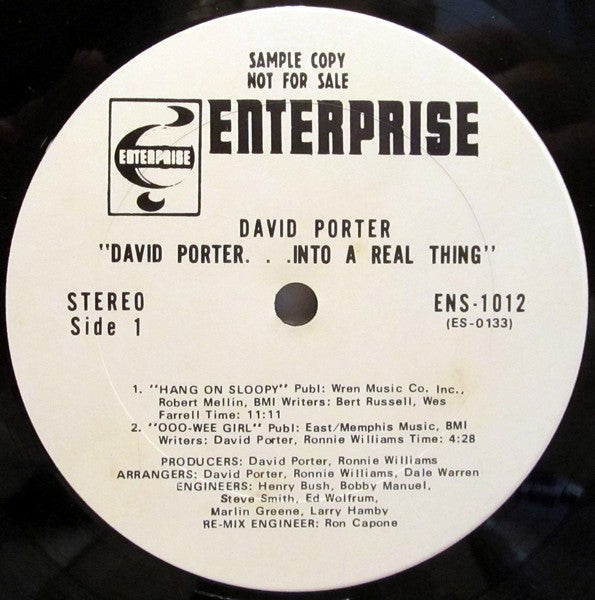 SAMPLE COPY
NOT FOR SALE
ENTERPRISE
ENTERPRISE
DAVID PORTER
"DAVID PORTER. . .INTO A REAL THING"
STEREO
Side 1
ENS-1012
(ES-0133)
1. "HANG ON SLOOPY" Publ: Wren Music Co. Inc.,
Robert Mellin, BMI Writers: Bert Russell, Wes
Farrell Time: 11:11
2. "OOO-WEE GIRL" Publ: East/Memphis Music, BMI
Writers: David Porter, Ronnie Williams Time: 4:28
PRODUCERS: David Porter, Ronnie Williams
ARRANGERS: David Porter, Ronnie Williams, Dale Warren
ENGINEERS: Henry Bush, Bobby Manuel,
Steve Smith, Ed Wolfrum,
Marlin Greene, Larry Hamby
RE-MIX ENGINEER: Ron Capone